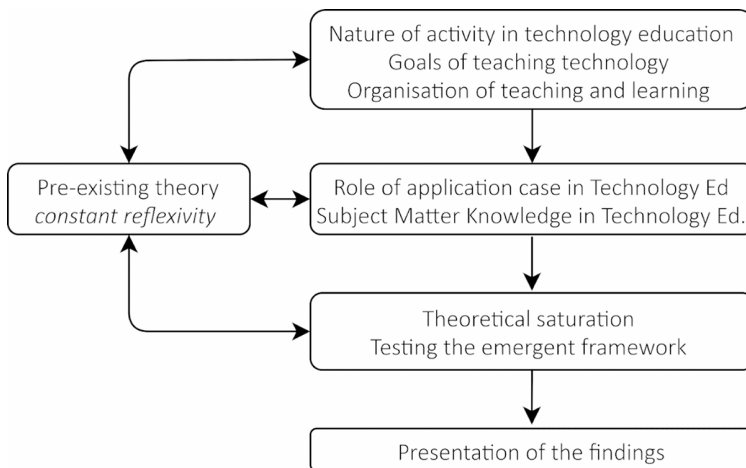 Nature of activity in technology education
Goals of teaching technology
Organisation of teaching and learning
Pre-existing theory
constant reflexivity
Role of application case in Technology Ed
Subject Matter Knowledge in Technology Ed.
Theoretical saturation
Testing the emergent framework
Presentation of the findings